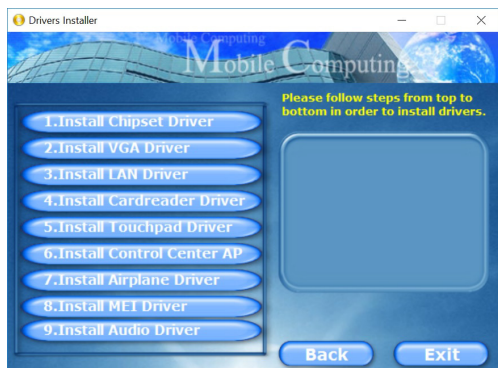 Drivers Installer
Mobile Computing
Mobile Computing
Please follow steps from top to
bottom in order to install drivers.
1.Install Chipset Driver
2.Install VGA Driver
3.Install LAN Driver
4.Install Cardreader Driver
5.Install Touchpad Driver
6.Install Control Center AP
7.Install Airplane Driver
8.Install MEI Driver
9.Install Audio Driver
Back
Exit